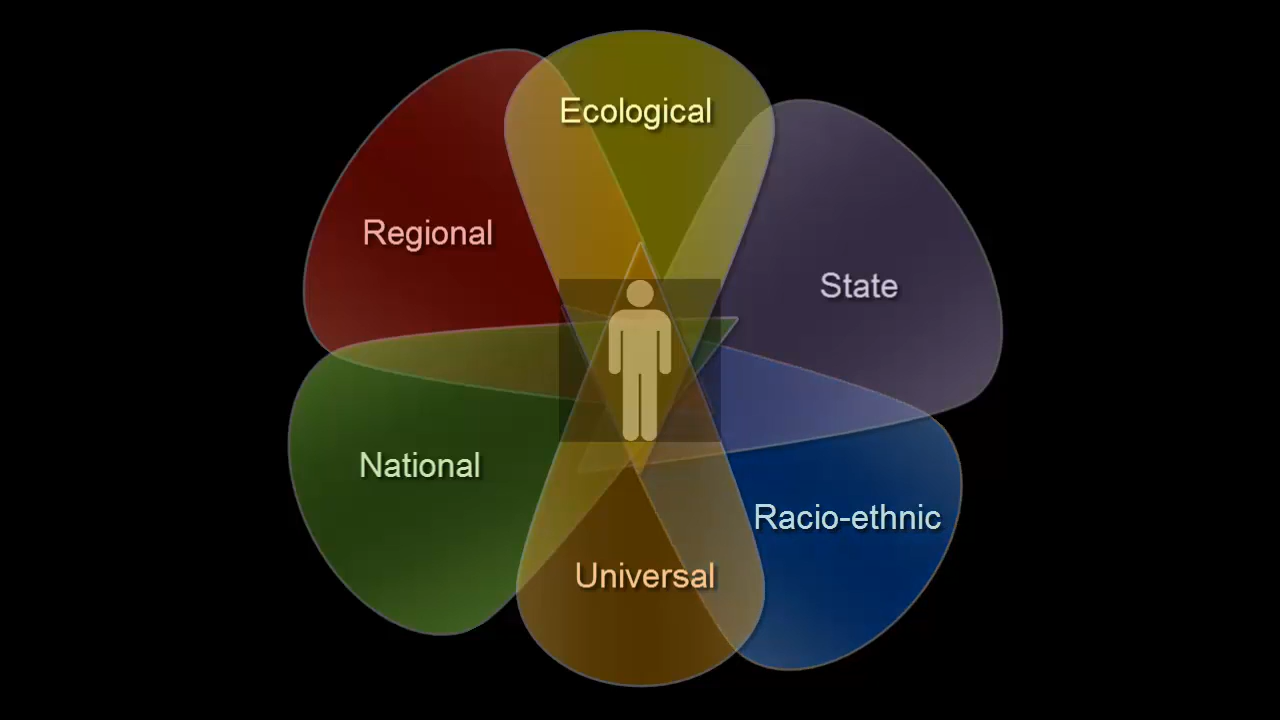 Ecological
Regional
State
National
Racio-ethnic
Universal